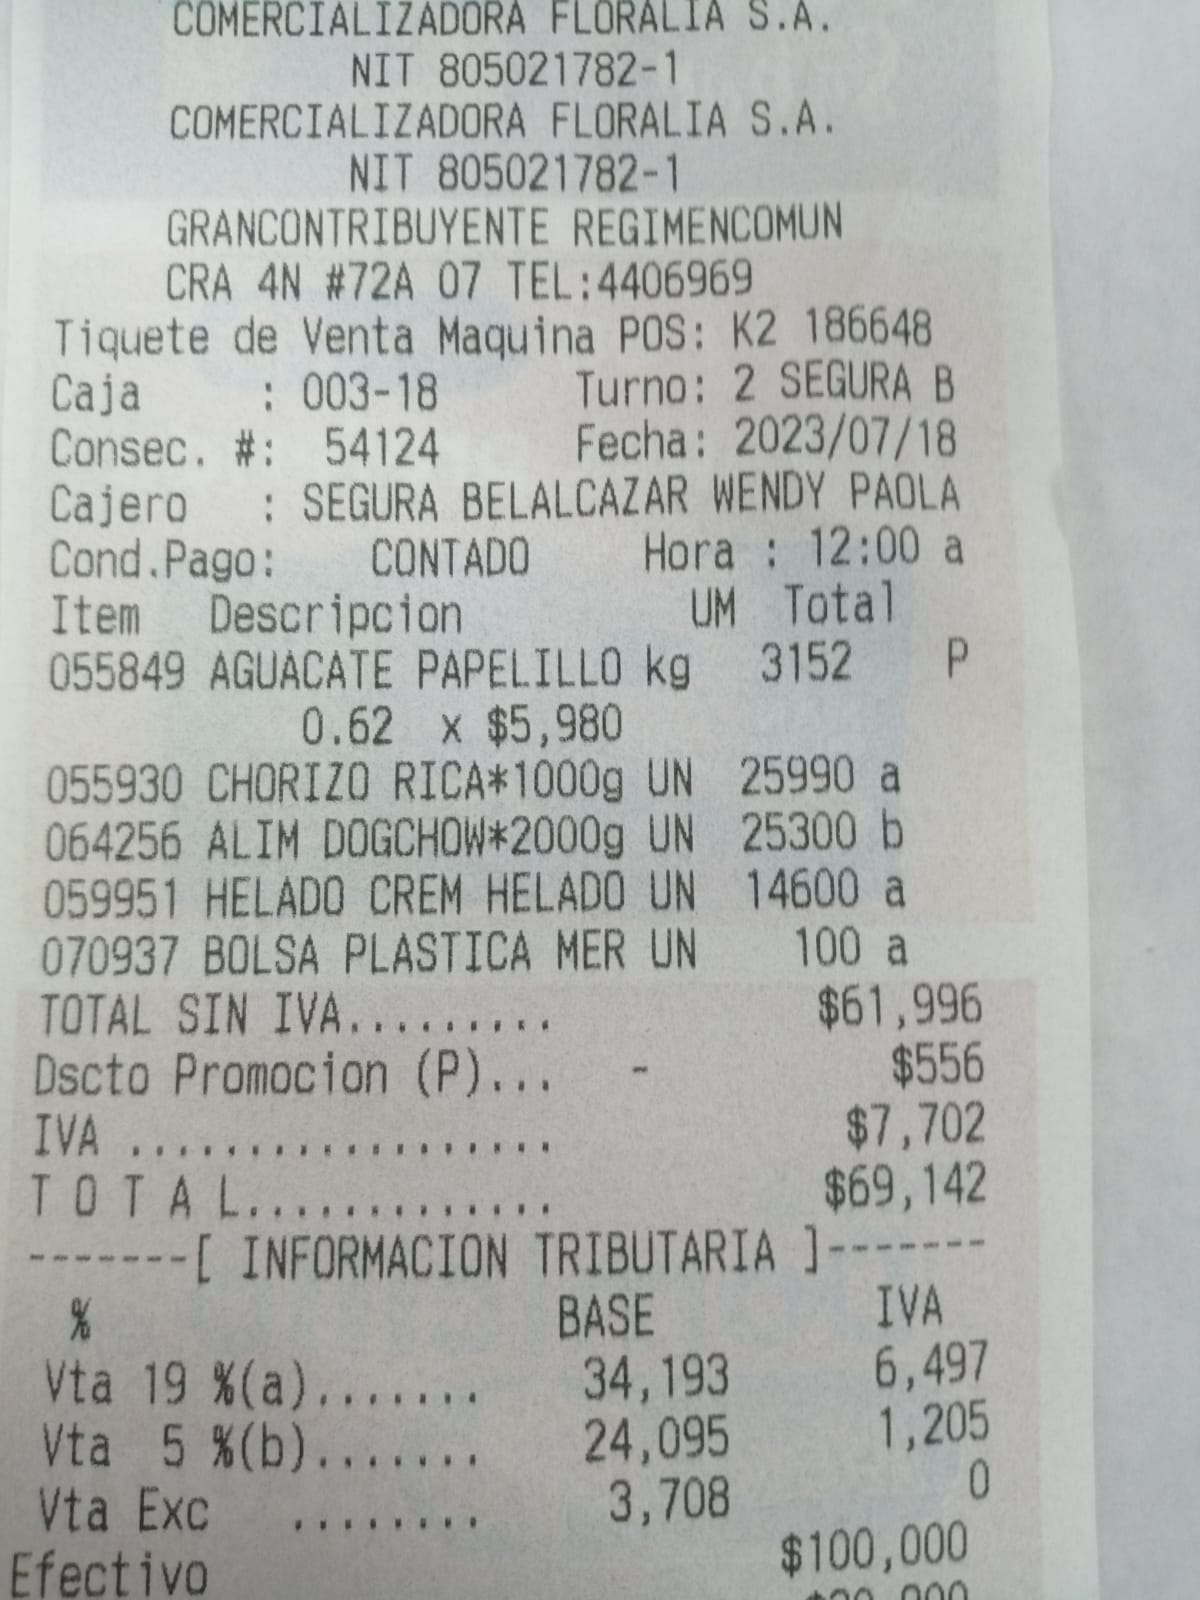 COMERCIALIZADORA FLORALIA S.A.
NIT 805021782-1
COMERCIALIZADORA FLORALIA S.A.
NIT 805021782-1
GRANCONTRIBUYENTE REGIMENCOMUN
CRA 4N #72A 07 TEL:4406969
Tiquete de Venta Maquina POS: K2 186648
Caja : 003-18 Turno: 2 SEGURA B
Consec. #: 54124 Fecha: 2023/07/18
Cajero : SEGURA BELALCAZAR WENDY PAOLA
Cond.Pago: CONTADO Hora : 12:00 a
Item Descripcion UM Total
055849 AGUACATE PAPELILLO kg 3152 P
0.62 x $5,980
055930 CHORIZO RICA*1000g UN 25990 a
064256 ALIM DOGCHOW*2000g UN 25300 b
059951 HELADO CREM HELADO UN 14600 a
070937 BOLSA PLASTICA MER UN 100 a
TOTAL SIN IVA......... $61,996
Dscto Promocion (P)... - $556
IVA .................. $7,702
T O T A L............. $69,142
-------[ INFORMACION TRIBUTARIA ]-------
% BASE IVA
Vta 19 %(a)....... 34,193 6,497
Vta 5 %(b)....... 24,095 1,205
Vta Exc ........ 3,708 0
Efectivo $100,000